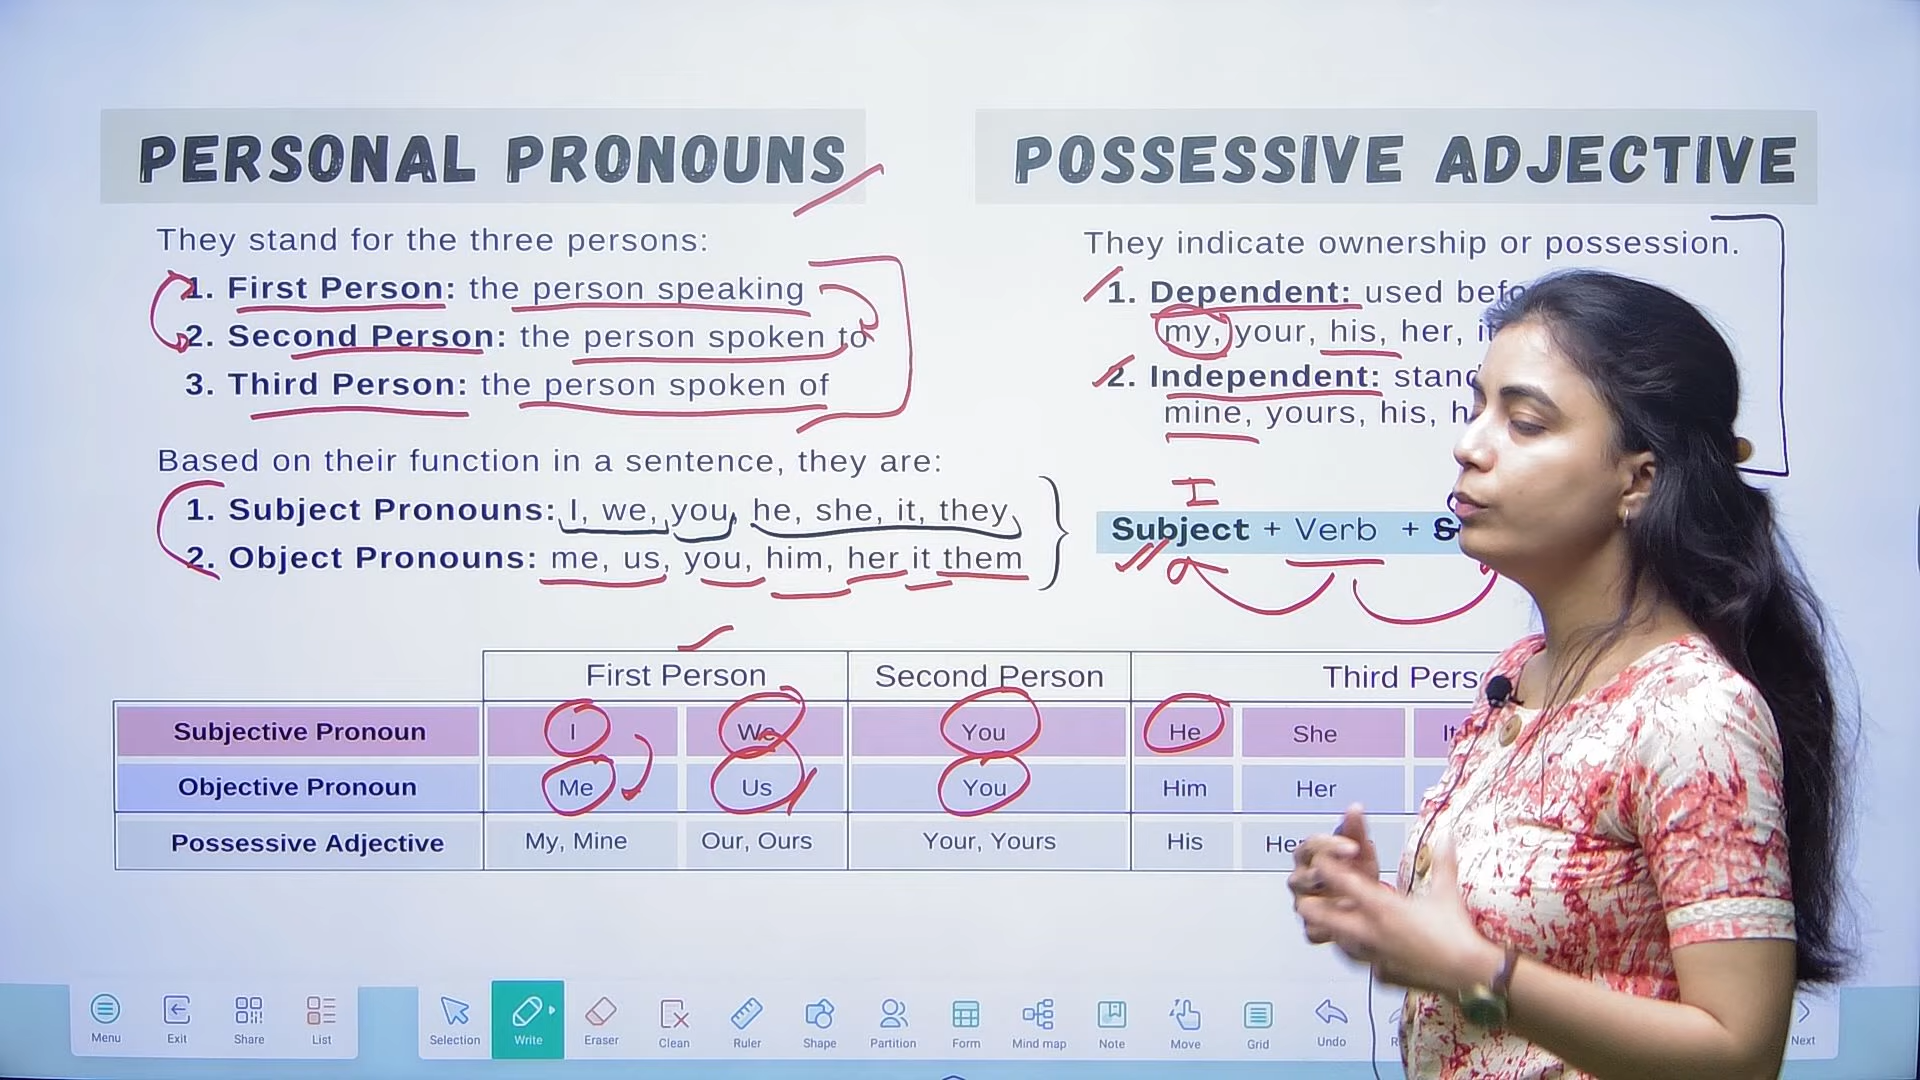 PERSONAL PRONOUNS
They stand for the three persons:
1. First Person: the person speaking
2. Second Person: the person spoken to
3. Third Person: the person spoken of
Based on their function in a sentence, they are:
1. Subject Pronouns: I, we, you, he, she, it, they
2. Object Pronouns: me, us, you, him, her it them
POSSESSIVE ADJECTIVE
They indicate ownership or possession.
1. Dependent: used
my, your, his, her,
2. Independent:
mine, yours, his,
I
Subject + Verb +
First Person Second Person Third
Subjective Pronoun I We You He She It
Objective Pronoun Me Us You Him Her
Possessive Adjective My, Mine Our, Ours Your, Yours His
Menu Exit Share List Selection Write Eraser Clean Ruler Shape Partition Form Mind map Note Move Grid Undo Next